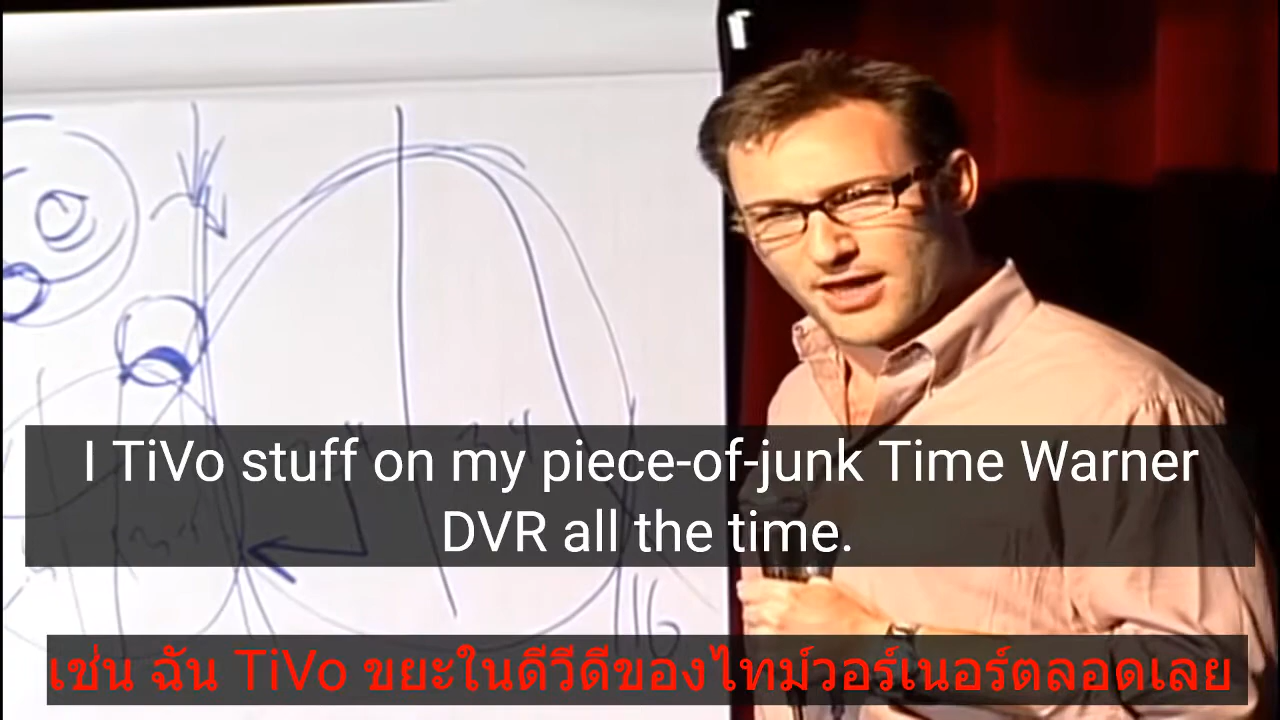 I TiVo stuff on my piece-of-junk Time Warner
DVR all the time.
เช่น ฉัน TiVo ขยะในดีวีดีของไทม์วอร์เนอร์ตลอดเลย
16